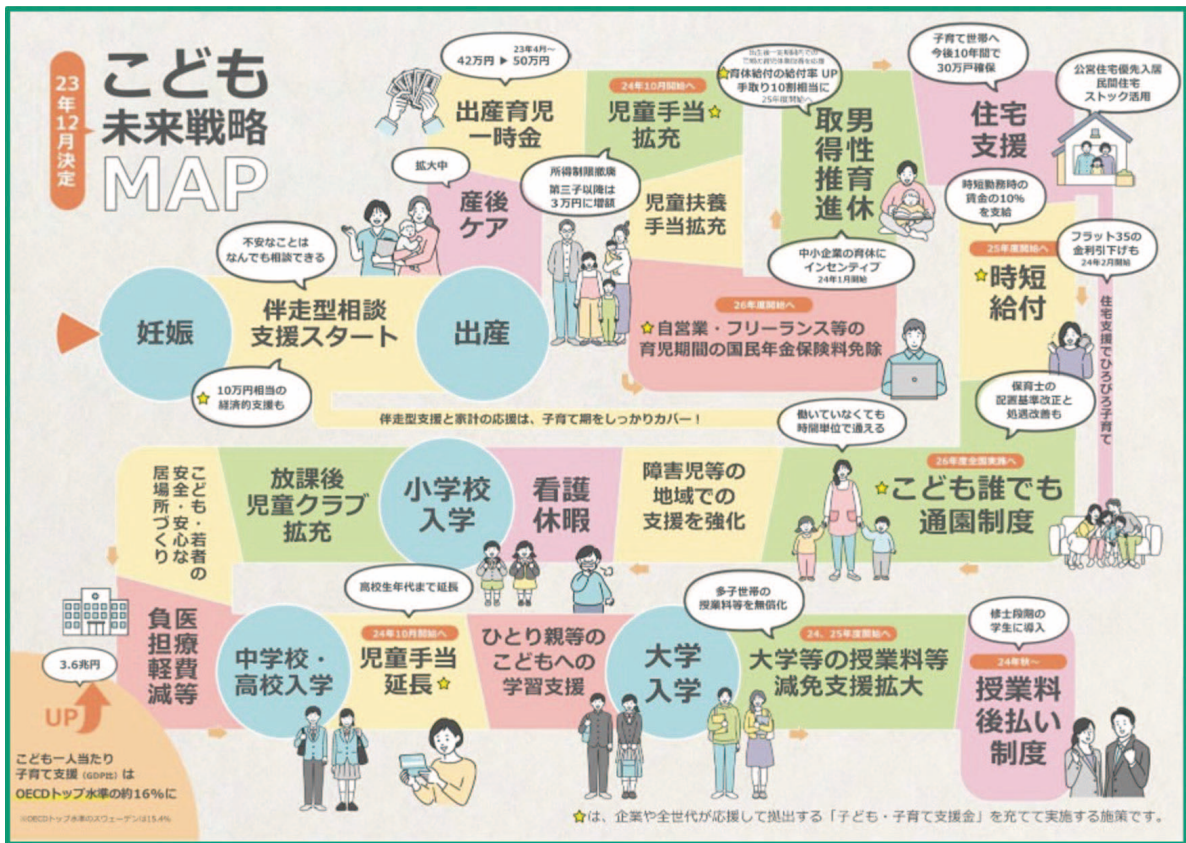 23年12月決定
こども
未来戦略
MAP
23年4月〜
42万円 ▶ 50万円
出産育児
一時金
24年10月開始へ
児童手当☆
拡充
所得制限撤廃
第三子以降は
3万円に増額
児童扶養
手当拡充
☆育休給付の給付率 UP
手取り10割相当に
25年度開始へ
男性育休
取得推進
中小企業の育休に
インセンティブ
24年1月開始
子育て世帯へ
今後10年間で
30万戸確保
住宅
支援
公営住宅優先入居
民間住宅
ストック活用
フラット35の
金利引下げも
24年2月開始
住宅支援でひろびろ子育て
時短勤務時の
賃金の10%
を支給
25年度開始へ
☆時短
給付
拡大中
産後
ケア
不安なことは
なんでも相談できる
妊娠
伴走型相談
支援スタート
出産
☆10万円相当の
経済的支援も
26年度開始へ
☆自営業・フリーランス等の
育児期間の国民年金保険料免除
伴走型支援と家計の応援は、子育て期をしっかりカバー！
保育士の
配置基準改正と
処遇改善も
働いていなくても
時間単位で通える
26年度全国実施へ
☆こども誰でも
通園制度
障害児等の
地域での
支援を強化
看護
休暇
小学校
入学
放課後
児童クラブ
拡充
こども・若者の
安全・安心な
居場所づくり
医療費等
負担軽減
中学校・
高校入学
高校生年代まで延長
24年10月開始へ
児童手当
延長☆
ひとり親等の
こどもへの
学習支援
大学
入学
多子世帯の
授業料等を無償化
24、25年度開始へ
大学等の授業料等
減免支援拡大
修士段階の
学生に導入
24年秋〜
授業料
後払い
制度
3.6兆円
UP
こども一人当たり
子育て支援（GDP比）は
OECDトップ水準の約16%に
※OECDトップ水準のスウェーデンは15.4%
☆は、企業や全世代が応援して拠出する「子ども・子育て支援金」を充てて実施する施策です。